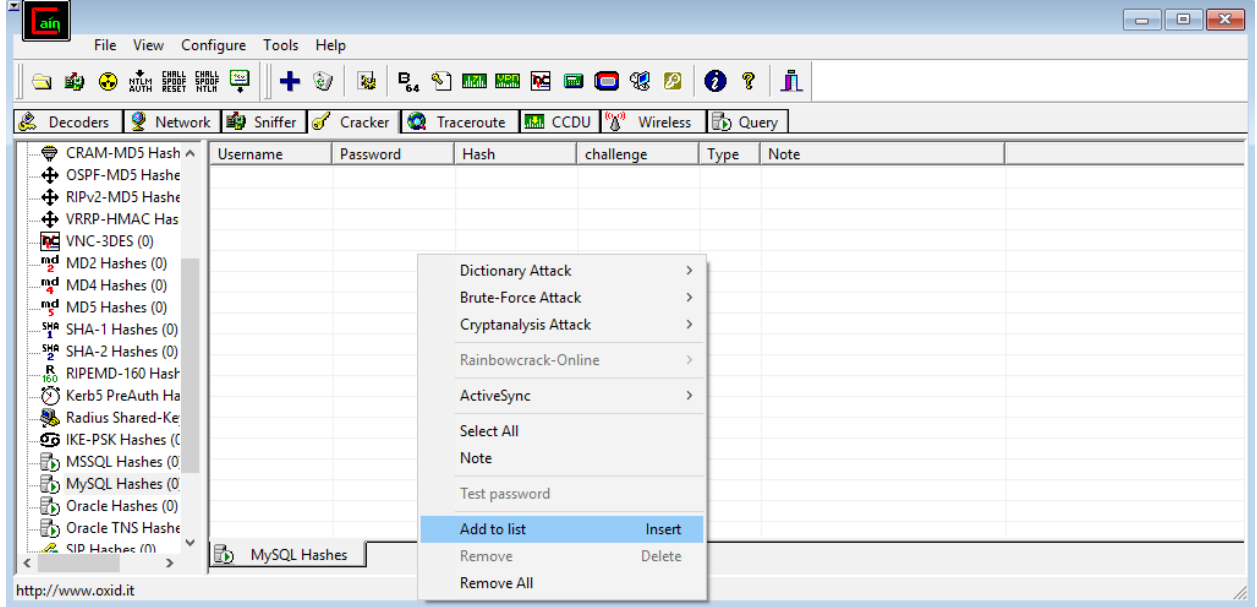 Cain
File View Configure Tools Help
NTLM AUTH CHALL SPOOF RESET CHALL SPOOF NTLM B64
Decoders Network Sniffer Cracker Traceroute CCDU Wireless Query
CRAM-MD5 Hash
OSPF-MD5 Hashe
RIPv2-MD5 Hashe
VRRP-HMAC Has
VNC-3DES (0)
MD2 Hashes (0)
MD4 Hashes (0)
MD5 Hashes (0)
SHA-1 Hashes (0)
SHA-2 Hashes (0)
RIPEMD-160 Hash
Kerb5 PreAuth Ha
Radius Shared-Ke
IKE-PSK Hashes (0
MSSQL Hashes (0
MySQL Hashes (0
Oracle Hashes (0)
Oracle TNS Hashe
SIP Hashes (0)
Username Password Hash challenge Type Note
Dictionary Attack
Brute-Force Attack
Cryptanalysis Attack
Rainbowcrack-Online
ActiveSync
Select All
Note
Test password
Add to list Insert
Remove Delete
Remove All
MySQL Hashes
http://www.oxid.it